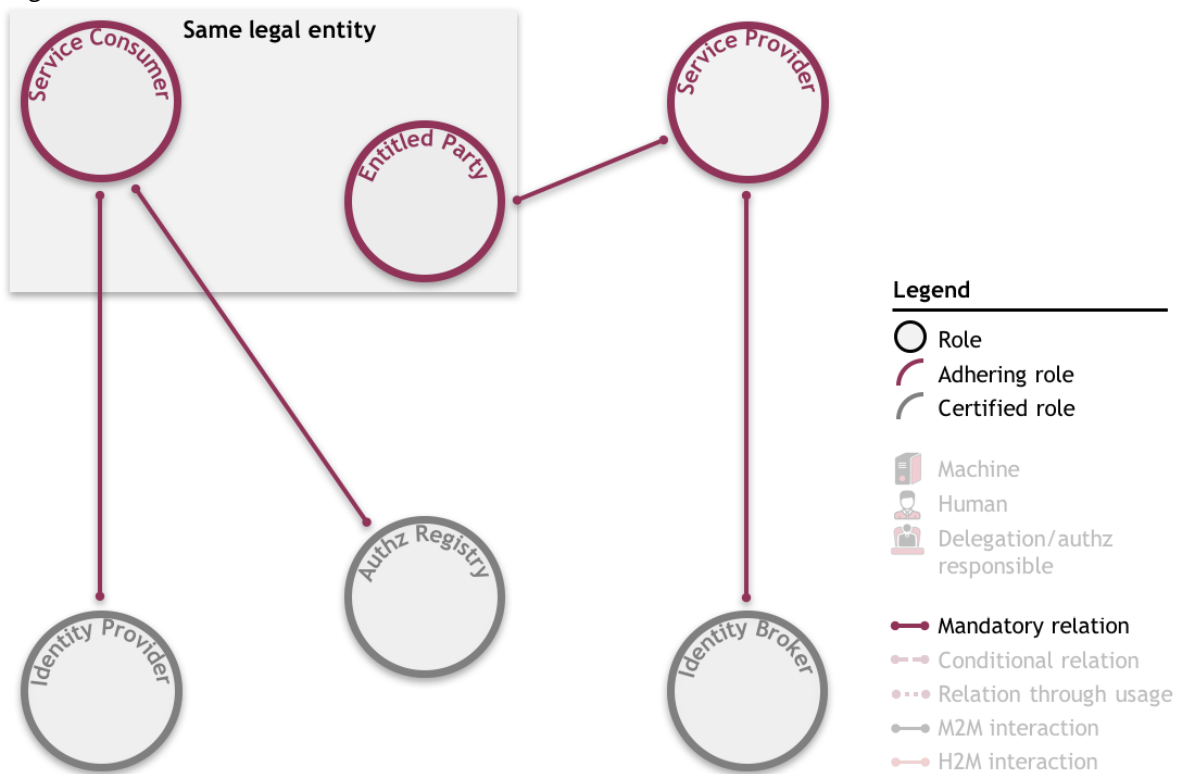 Same legal entity
Service Consumer
Service Provider
Entitled Party
Authz Registry
Identity Provider
Identity Broker
Legend
Role
Adhering role
Certified role
Machine
Human
Delegation/authz
responsible
Mandatory relation
Conditional relation
Relation through usage
M2M interaction
H2M interaction